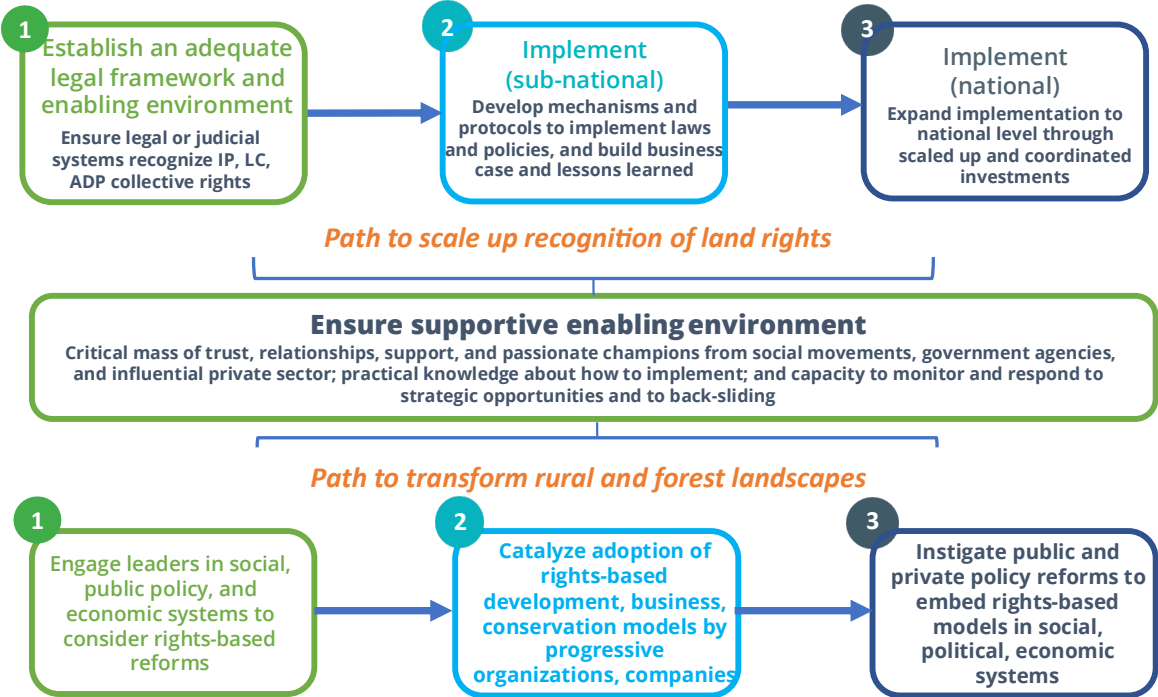 1
Establish an adequate
legal framework and
enabling environment
Ensure legal or judicial
systems recognize IP, LC,
ADP collective rights
2
Implement
(sub-national)
Develop mechanisms and
protocols to implement laws
and policies, and build business
case and lessons learned
3
Implement
(national)
Expand implementation to
national level through
scaled up and coordinated
investments
Path to scale up recognition of land rights
Ensure supportive enabling environment
Critical mass of trust, relationships, support, and passionate champions from social movements, government agencies,
and influential private sector; practical knowledge about how to implement; and capacity to monitor and respond to
strategic opportunities and to back-sliding
Path to transform rural and forest landscapes
1
Engage leaders in social,
public policy, and
economic systems to
consider rights-based
reforms
2
Catalyze adoption of
rights-based
development, business,
conservation models by
progressive
organizations, companies
3
Instigate public and
private policy reforms to
embed rights-based
models in social,
political, economic
systems